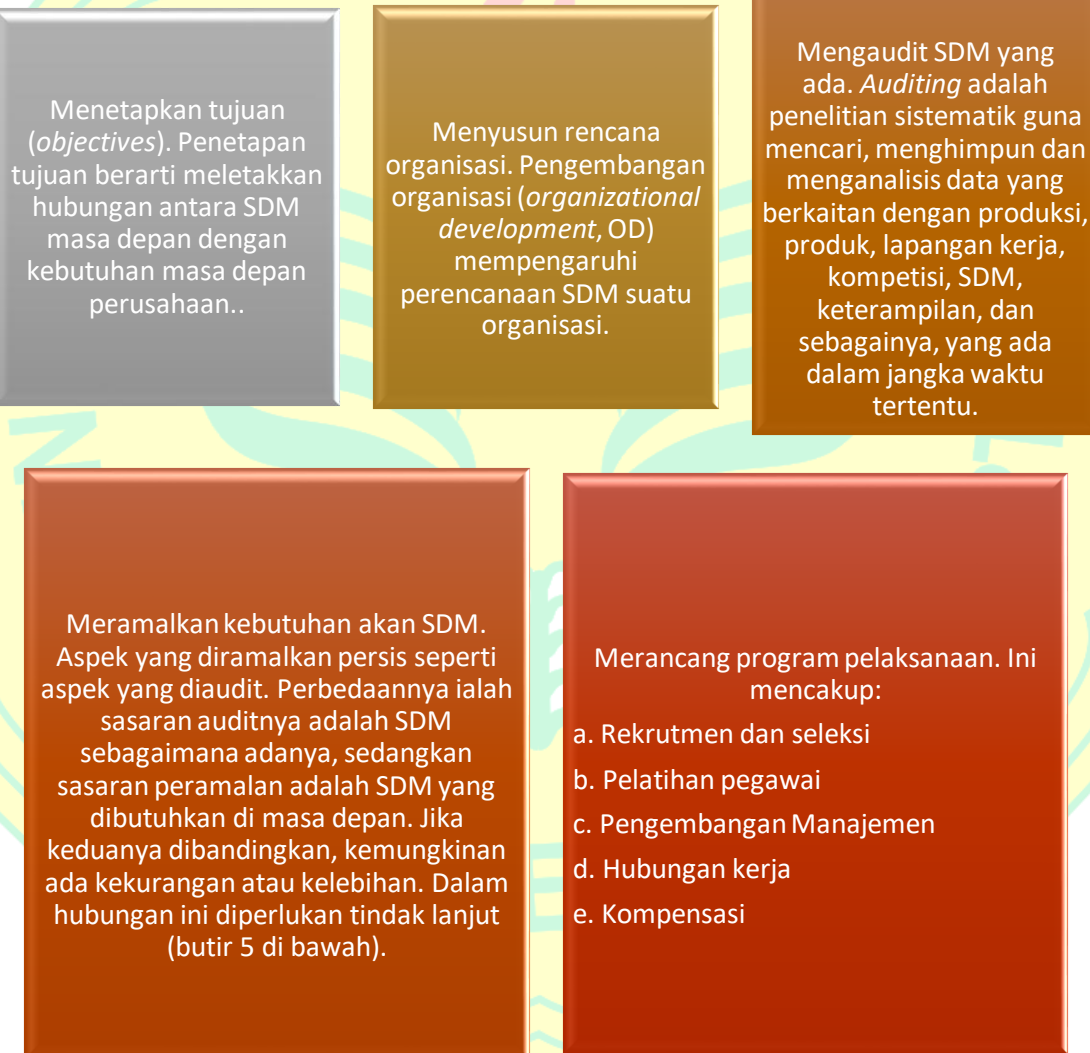 Menetapkan tujuan
(objectives). Penetapan
tujuan berarti meletakkan
hubungan antara SDM
masa depan dengan
kebutuhan masa depan
perusahaan..
Menyusun rencana
organisasi. Pengembangan
organisasi (organizational
development, OD)
mempengaruhi
perencanaan SDM suatu
organisasi.
Mengaudit SDM yang
ada. Auditing adalah
penelitian sistematik guna
mencari, menghimpun dan
menganalisis data yang
berkaitan dengan produksi,
produk, lapangan kerja,
kompetisi, SDM,
keterampilan, dan
sebagainya, yang ada
dalam jangka waktu
tertentu.
Meramalkan kebutuhan akan SDM.
Aspek yang diramalkan persis seperti
aspek yang diaudit. Perbedaannya ialah
sasaran auditnya adalah SDM
sebagaimana adanya, sedangkan
sasaran peramalan adalah SDM yang
dibutuhkan di masa depan. Jika
keduanya dibandingkan, kemungkinan
ada kekurangan atau kelebihan. Dalam
hubungan ini diperlukan tindak lanjut
(butir 5 di bawah).
Merancang program pelaksanaan. Ini
mencakup:
a. Rekrutmen dan seleksi
b. Pelatihan pegawai
c. Pengembangan Manajemen
d. Hubungan kerja
e. Kompensasi